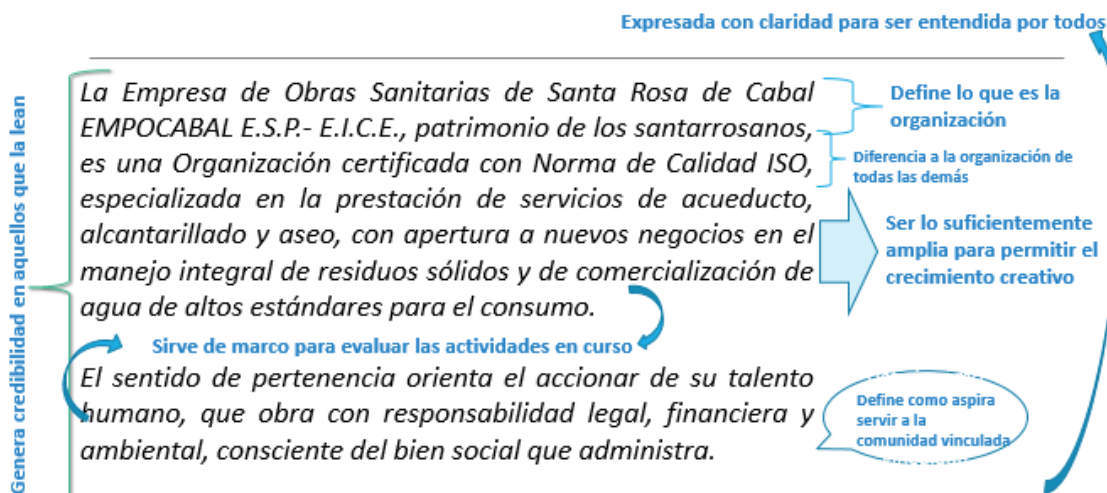 Expresada con claridad para ser entendida por todos
Genera credibilidad en aquellos que la lean
La Empresa de Obras Sanitarias de Santa Rosa de Cabal
EMPOCABAL E.S.P.- E.I.C.E., patrimonio de los santarrosanos,
es una Organización certificada con Norma de Calidad ISO,
especializada en la prestación de servicios de acueducto,
alcantarillado y aseo, con apertura a nuevos negocios en el
manejo integral de residuos sólidos y de comercialización de
agua de altos estándares para el consumo.
Define lo que es la
organización
Diferencia a la organización de
todas las demás
Ser lo suficientemente
amplia para permitir el
crecimiento creativo
Sirve de marco para evaluar las actividades en curso
El sentido de pertenencia orienta el accionar de su talento
humano, que obra con responsabilidad legal, financiera y
ambiental, consciente del bien social que administra.
Define como aspira
servir a la
comunidad vinculada